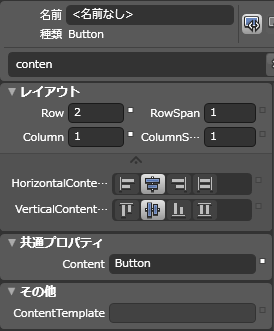 名前 <名前なし>
種類 Button
conten
レイアウト
Row 2 RowSpan 1
Column 1 ColumnS… 1
HorizontalConte…
VerticalContent…
共通プロパティ
Content Button
その他
ContentTemplate